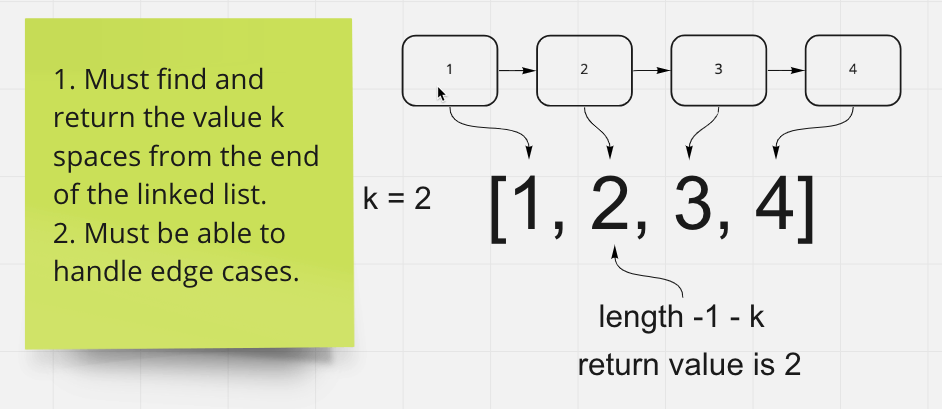 1. Must find and
return the value k
spaces from the end
of the linked list.
2. Must be able to
handle edge cases.
1 2 3 4
k = 2
[1, 2, 3, 4]
length -1 - k
return value is 2